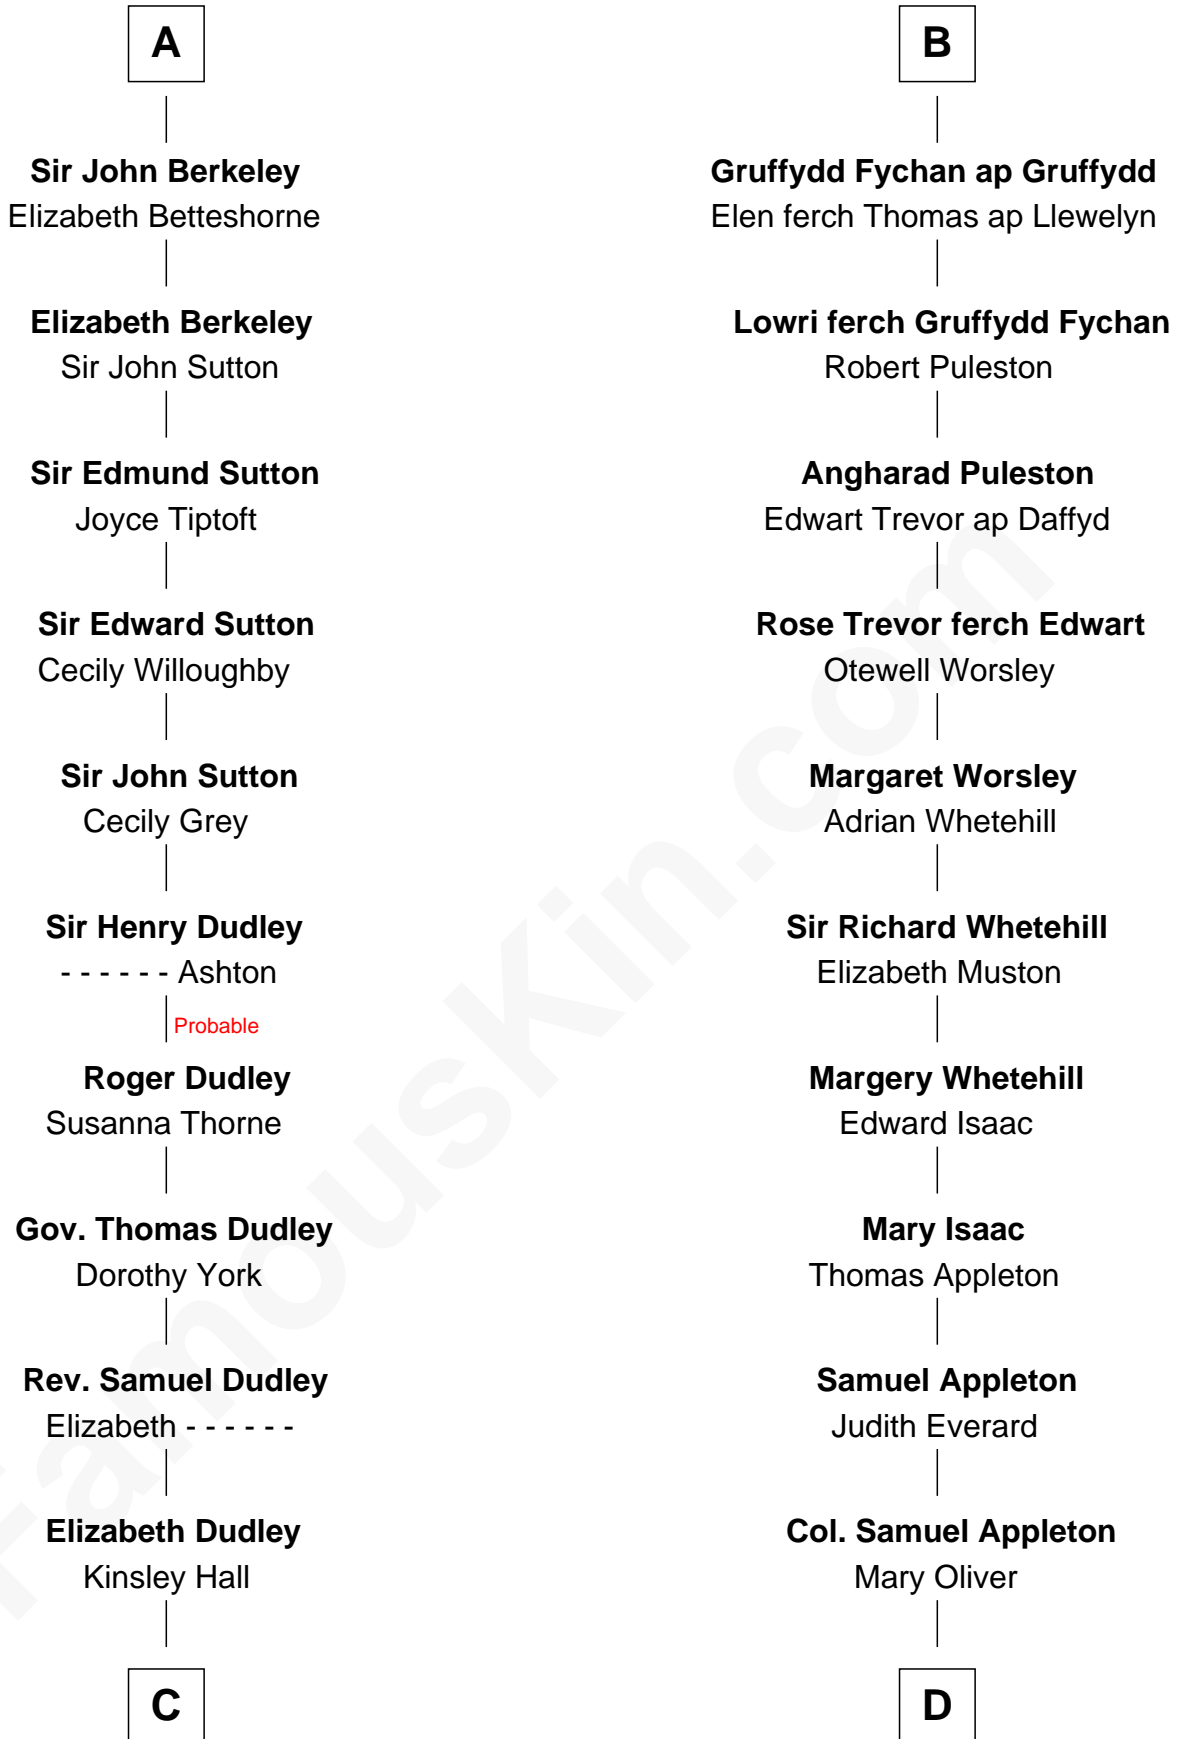 A
Sir John Berkeley
Elizabeth Betteshorne
Elizabeth Berkeley
Sir John Sutton
Sir Edmund Sutton
Joyce Tiptoft
Sir Edward Sutton
Cecily Willoughby
Sir John Sutton
Cecily Grey
Sir Henry Dudley
- - - - - - Ashton
Probable
Roger Dudley
Susanna Thorne
Gov. Thomas Dudley
Dorothy York
Rev. Samuel Dudley
Elizabeth - - - - - -
Elizabeth Dudley
Kinsley Hall
C
B
Gruffydd Fychan ap Gruffydd
Elen ferch Thomas ap Llewelyn
Lowri ferch Gruffydd Fychan
Robert Puleston
Angharad Puleston
Edwart Trevor ap Daffyd
Rose Trevor ferch Edwart
Otewell Worsley
Margaret Worsley
Adrian Whetehill
Sir Richard Whetehill
Elizabeth Muston
Margery Whetehill
Edward Isaac
Mary Isaac
Thomas Appleton
Samuel Appleton
Judith Everard
Col. Samuel Appleton
Mary Oliver
D
FamousKin.com